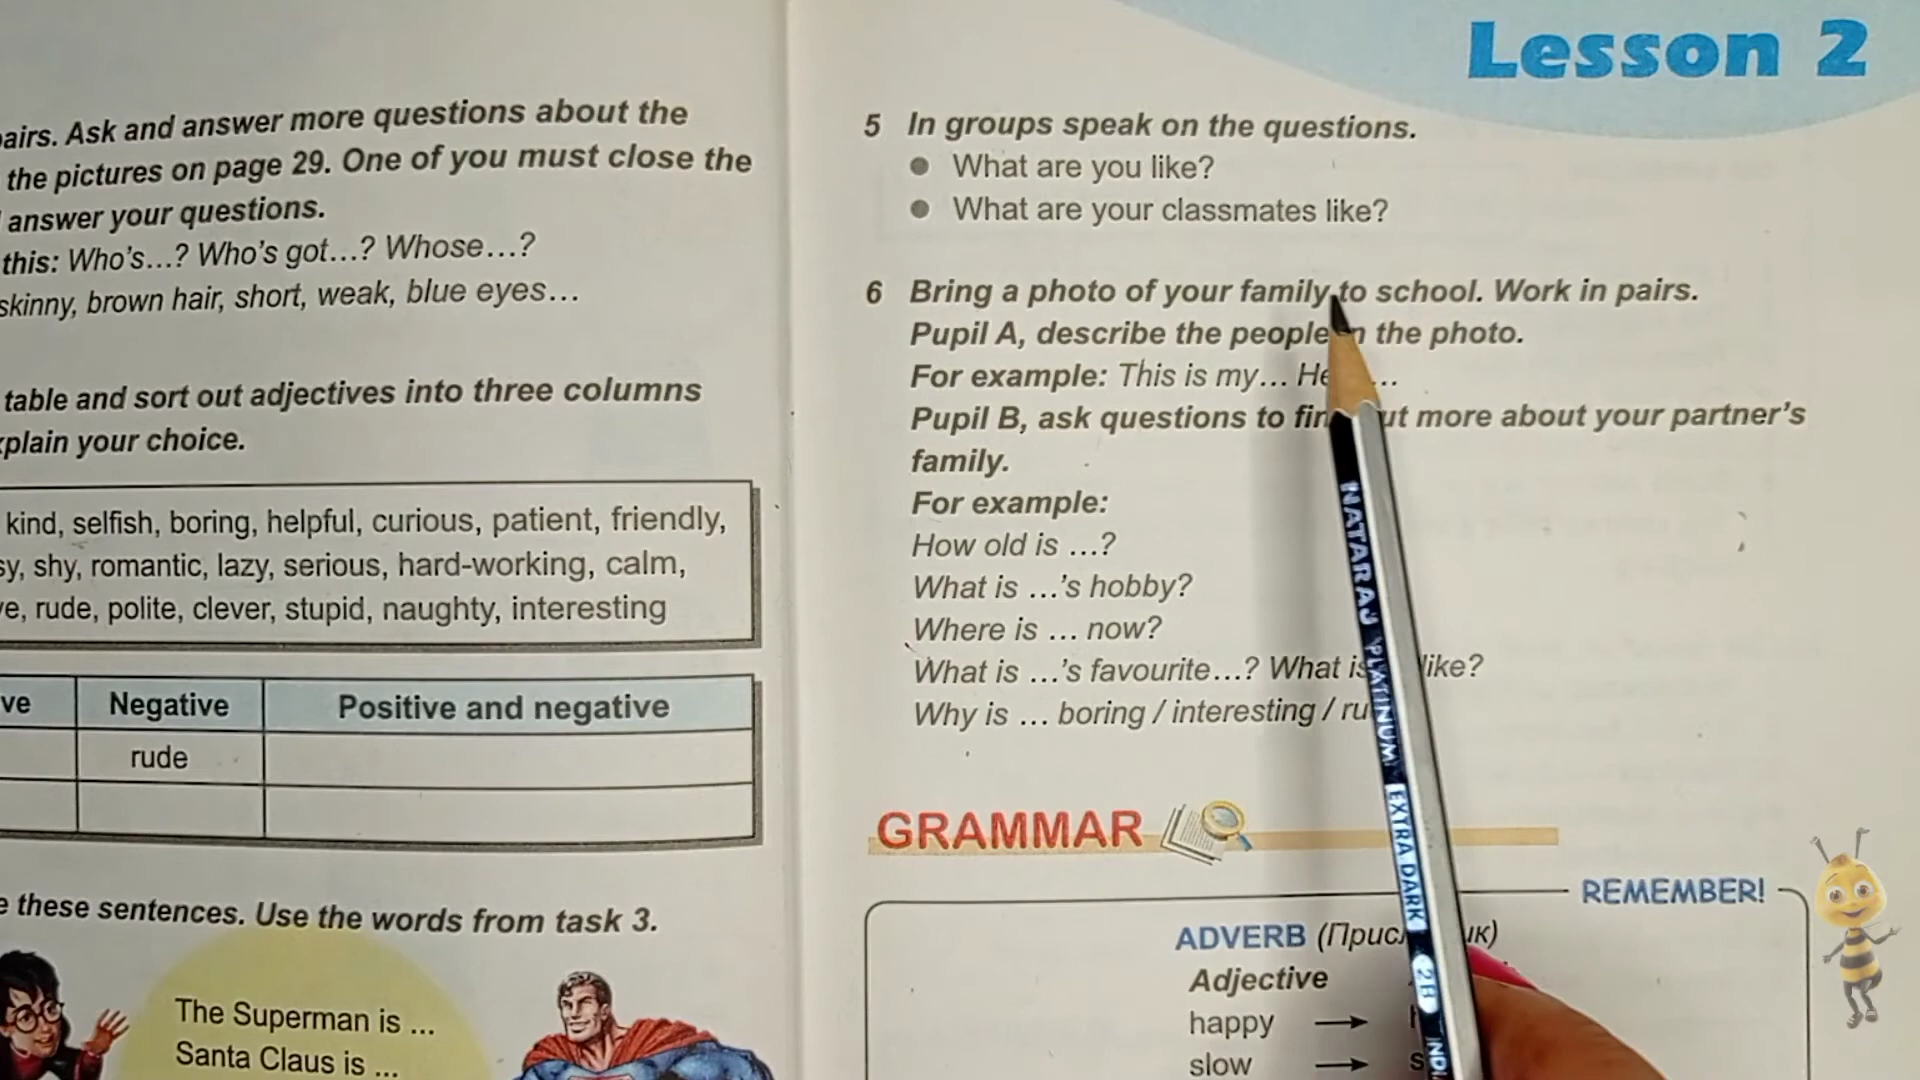 airs. Ask and answer more questions about the
the pictures on page 29. One of you must close the
answer your questions.
this: Who's...? Who's got...? Whose...?
skinny, brown hair, short, weak, blue eyes...
table and sort out adjectives into three columns
xplain your choice.
kind, selfish, boring, helpful, curious, patient, friendly,
sy, shy, romantic, lazy, serious, hard-working, calm,
ve, rude, polite, clever, stupid, naughty, interesting
ve Negative Positive and negative
rude
e these sentences. Use the words from task 3.
The Superman is ...
Santa Claus is ...
Lesson 2
5 In groups speak on the questions.
● What are you like?
● What are your classmates like?
6 Bring a photo of your family to school. Work in pairs.
Pupil A, describe the people the photo.
For example: This is my...
Pupil B, ask questions to more about your partner's
family.
For example:
How old is ...?
What is ...'s hobby?
Where is ... now?
What is ...'s favourite...? What is like?
Why is ... boring / interesting /
GRAMMAR
REMEMBER!
ADVERB
Adjective
happy →
slow →
NATARAJ PLATINUM EXTRA DARK 2B